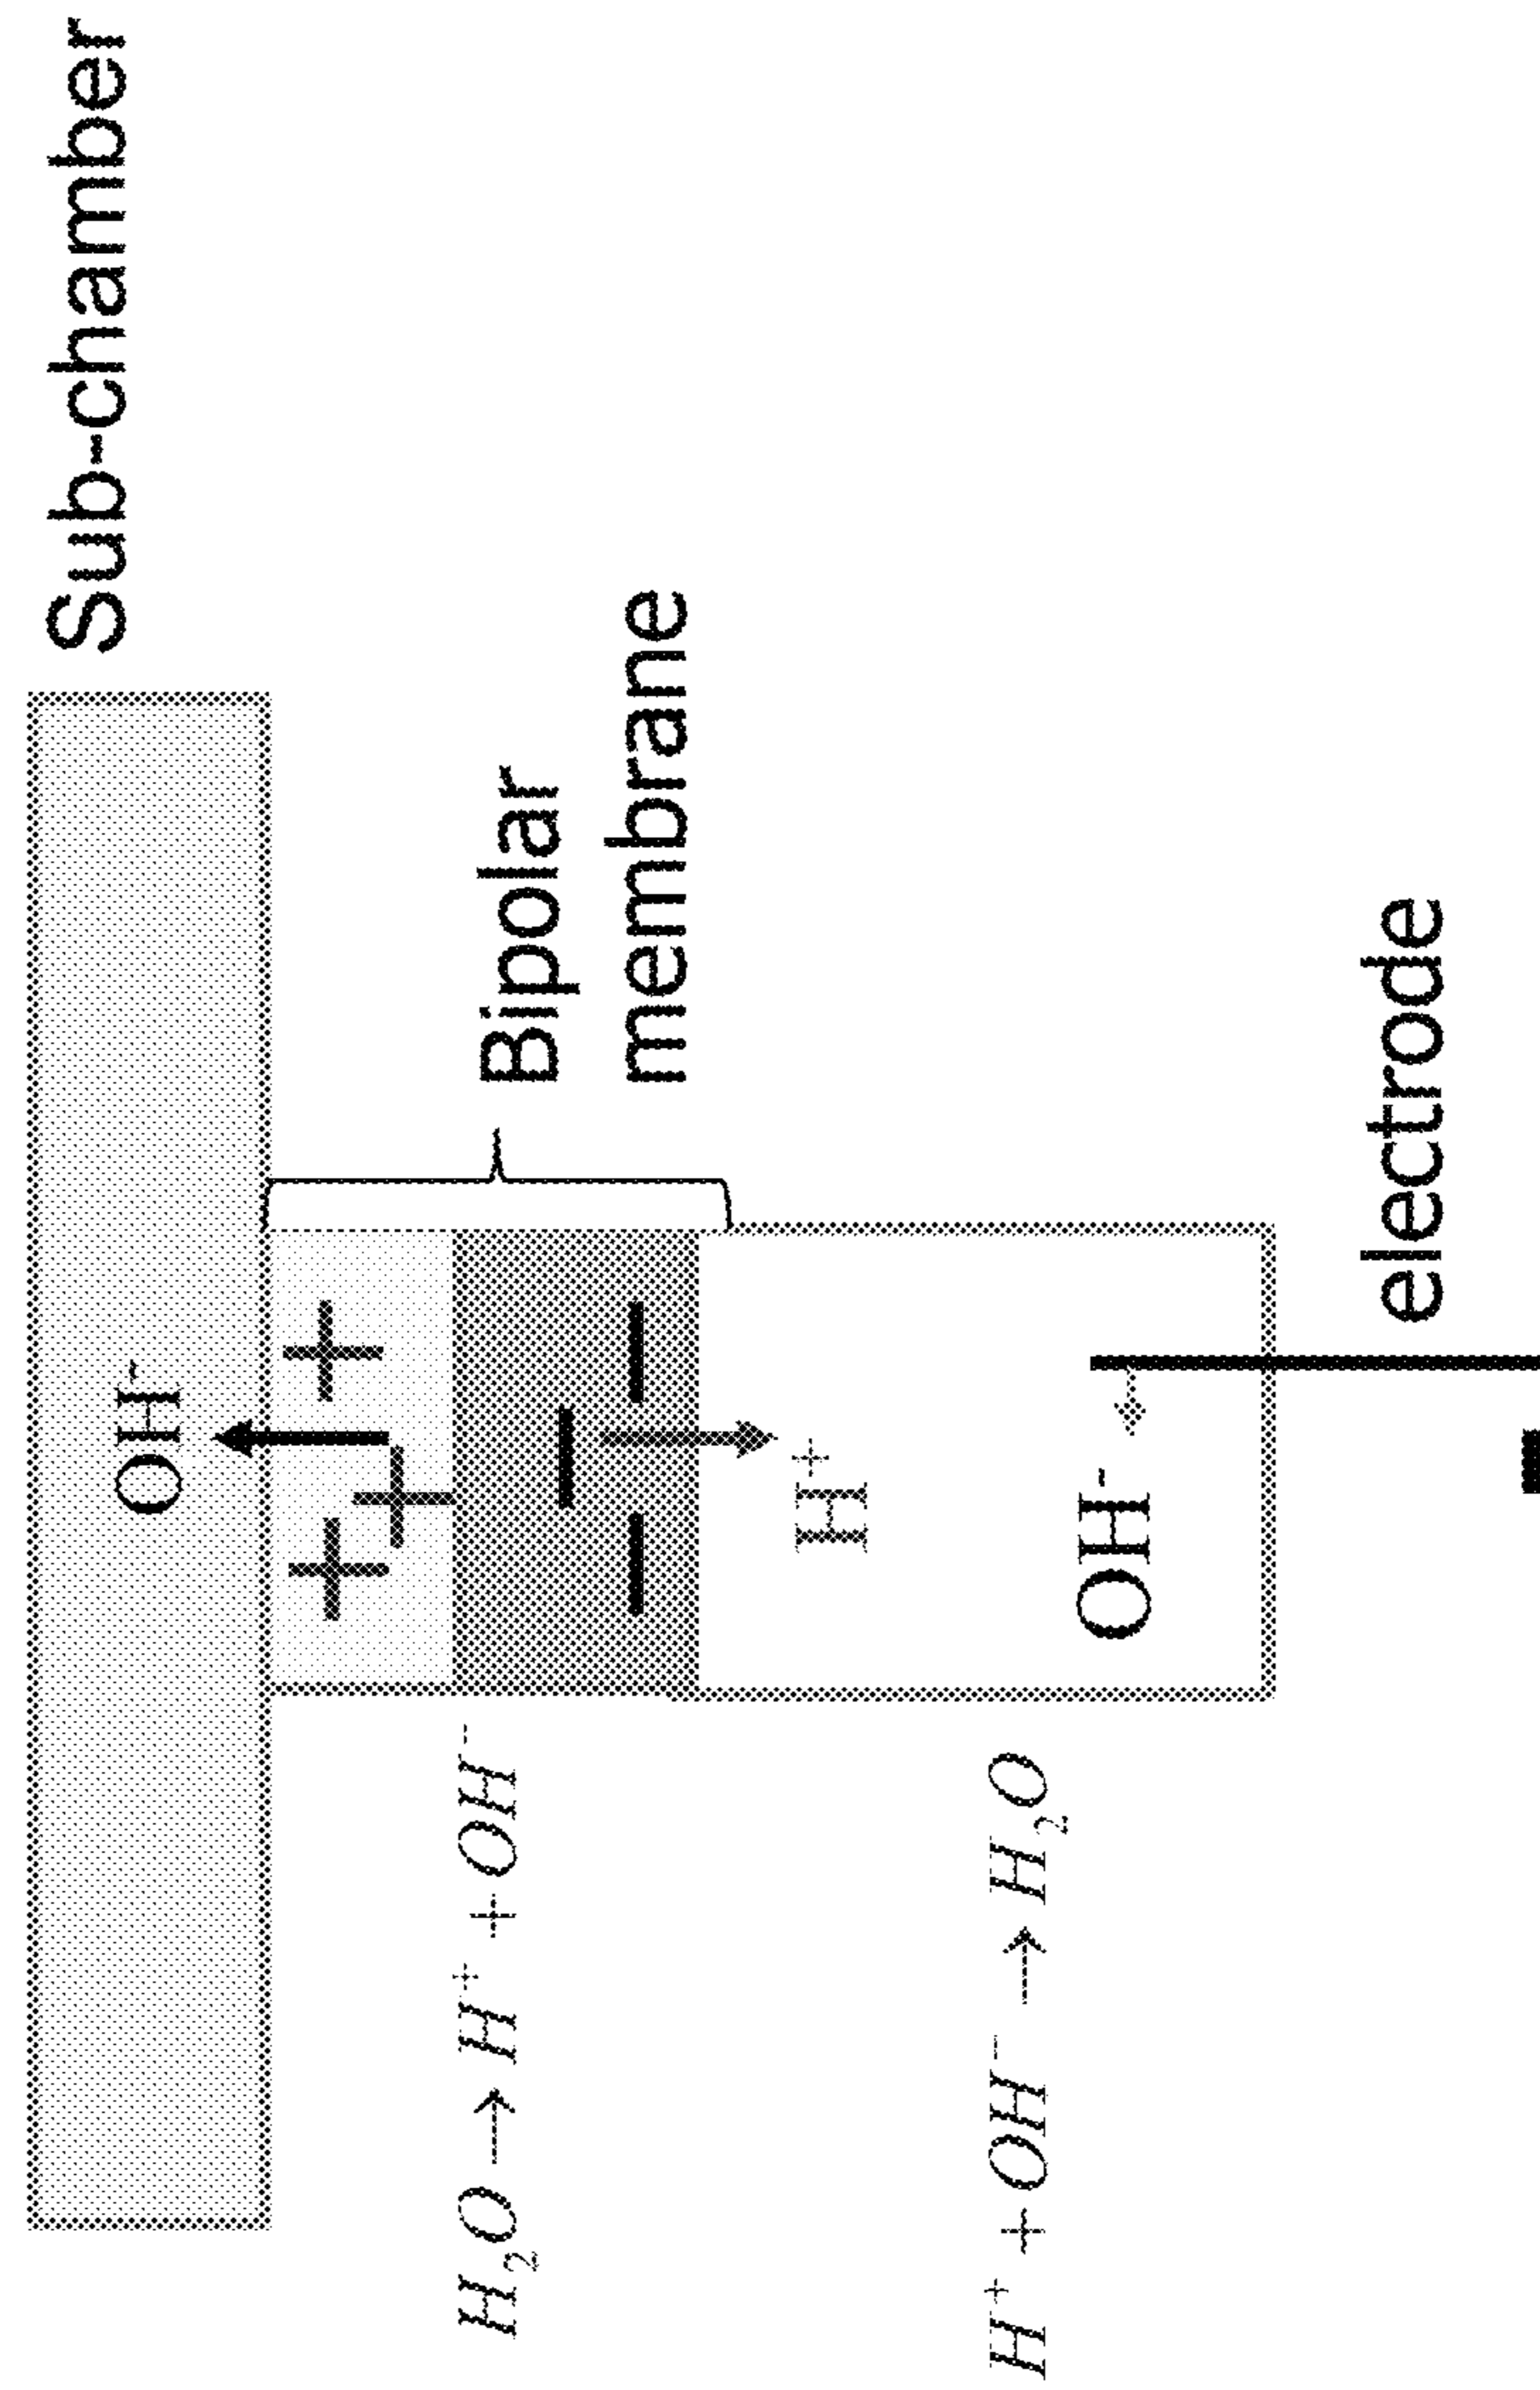 Sub-chamber
OH⁻
+ +
+
H₂O → H⁺ + OH⁻
Bipolar
membrane
−
− −
H⁺
H⁺ + OH⁻ → H₂O
OH⁻
electrode
−